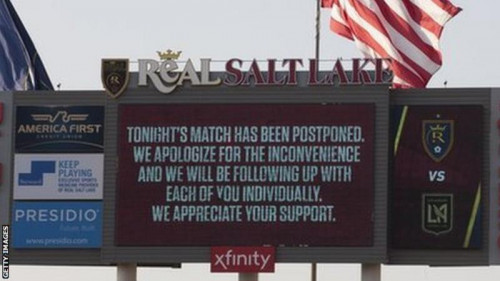 REAL SALT LAKE
AMERICA FIRST
CREDIT UNION
KEEP
PLAYING
PRESIDIO
www.presidio.com
TONIGHT'S MATCH HAS BEEN POSTPONED.
WE APOLOGIZE FOR THE INCONVENIENCE
AND WE WILL BE FOLLOWING UP WITH
EACH OF YOU INDIVIDUALLY.
WE APPRECIATE YOUR SUPPORT.
VS
LAFC
xfinity
GETTY IMAGES